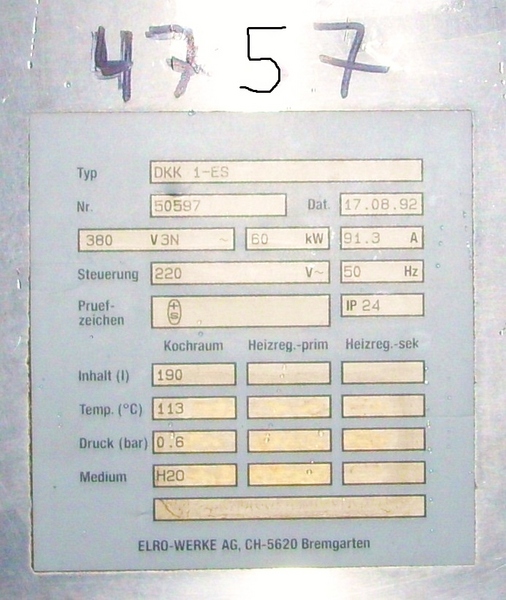 4757
Typ DKK 1-ES
Nr. 50597 Dat. 17.08.92
380 V3N ~ 60 kW 91.3 A
Steuerung 220 V~ 50 Hz
Pruef-
zeichen +S IP 24
Kochraum Heizreg.-prim Heizreg.-sek
Inhalt (l) 190
Temp. (°C) 113
Druck (bar) 0.6
Medium H2O
ELRO-WERKE AG, CH-5620 Bremgarten